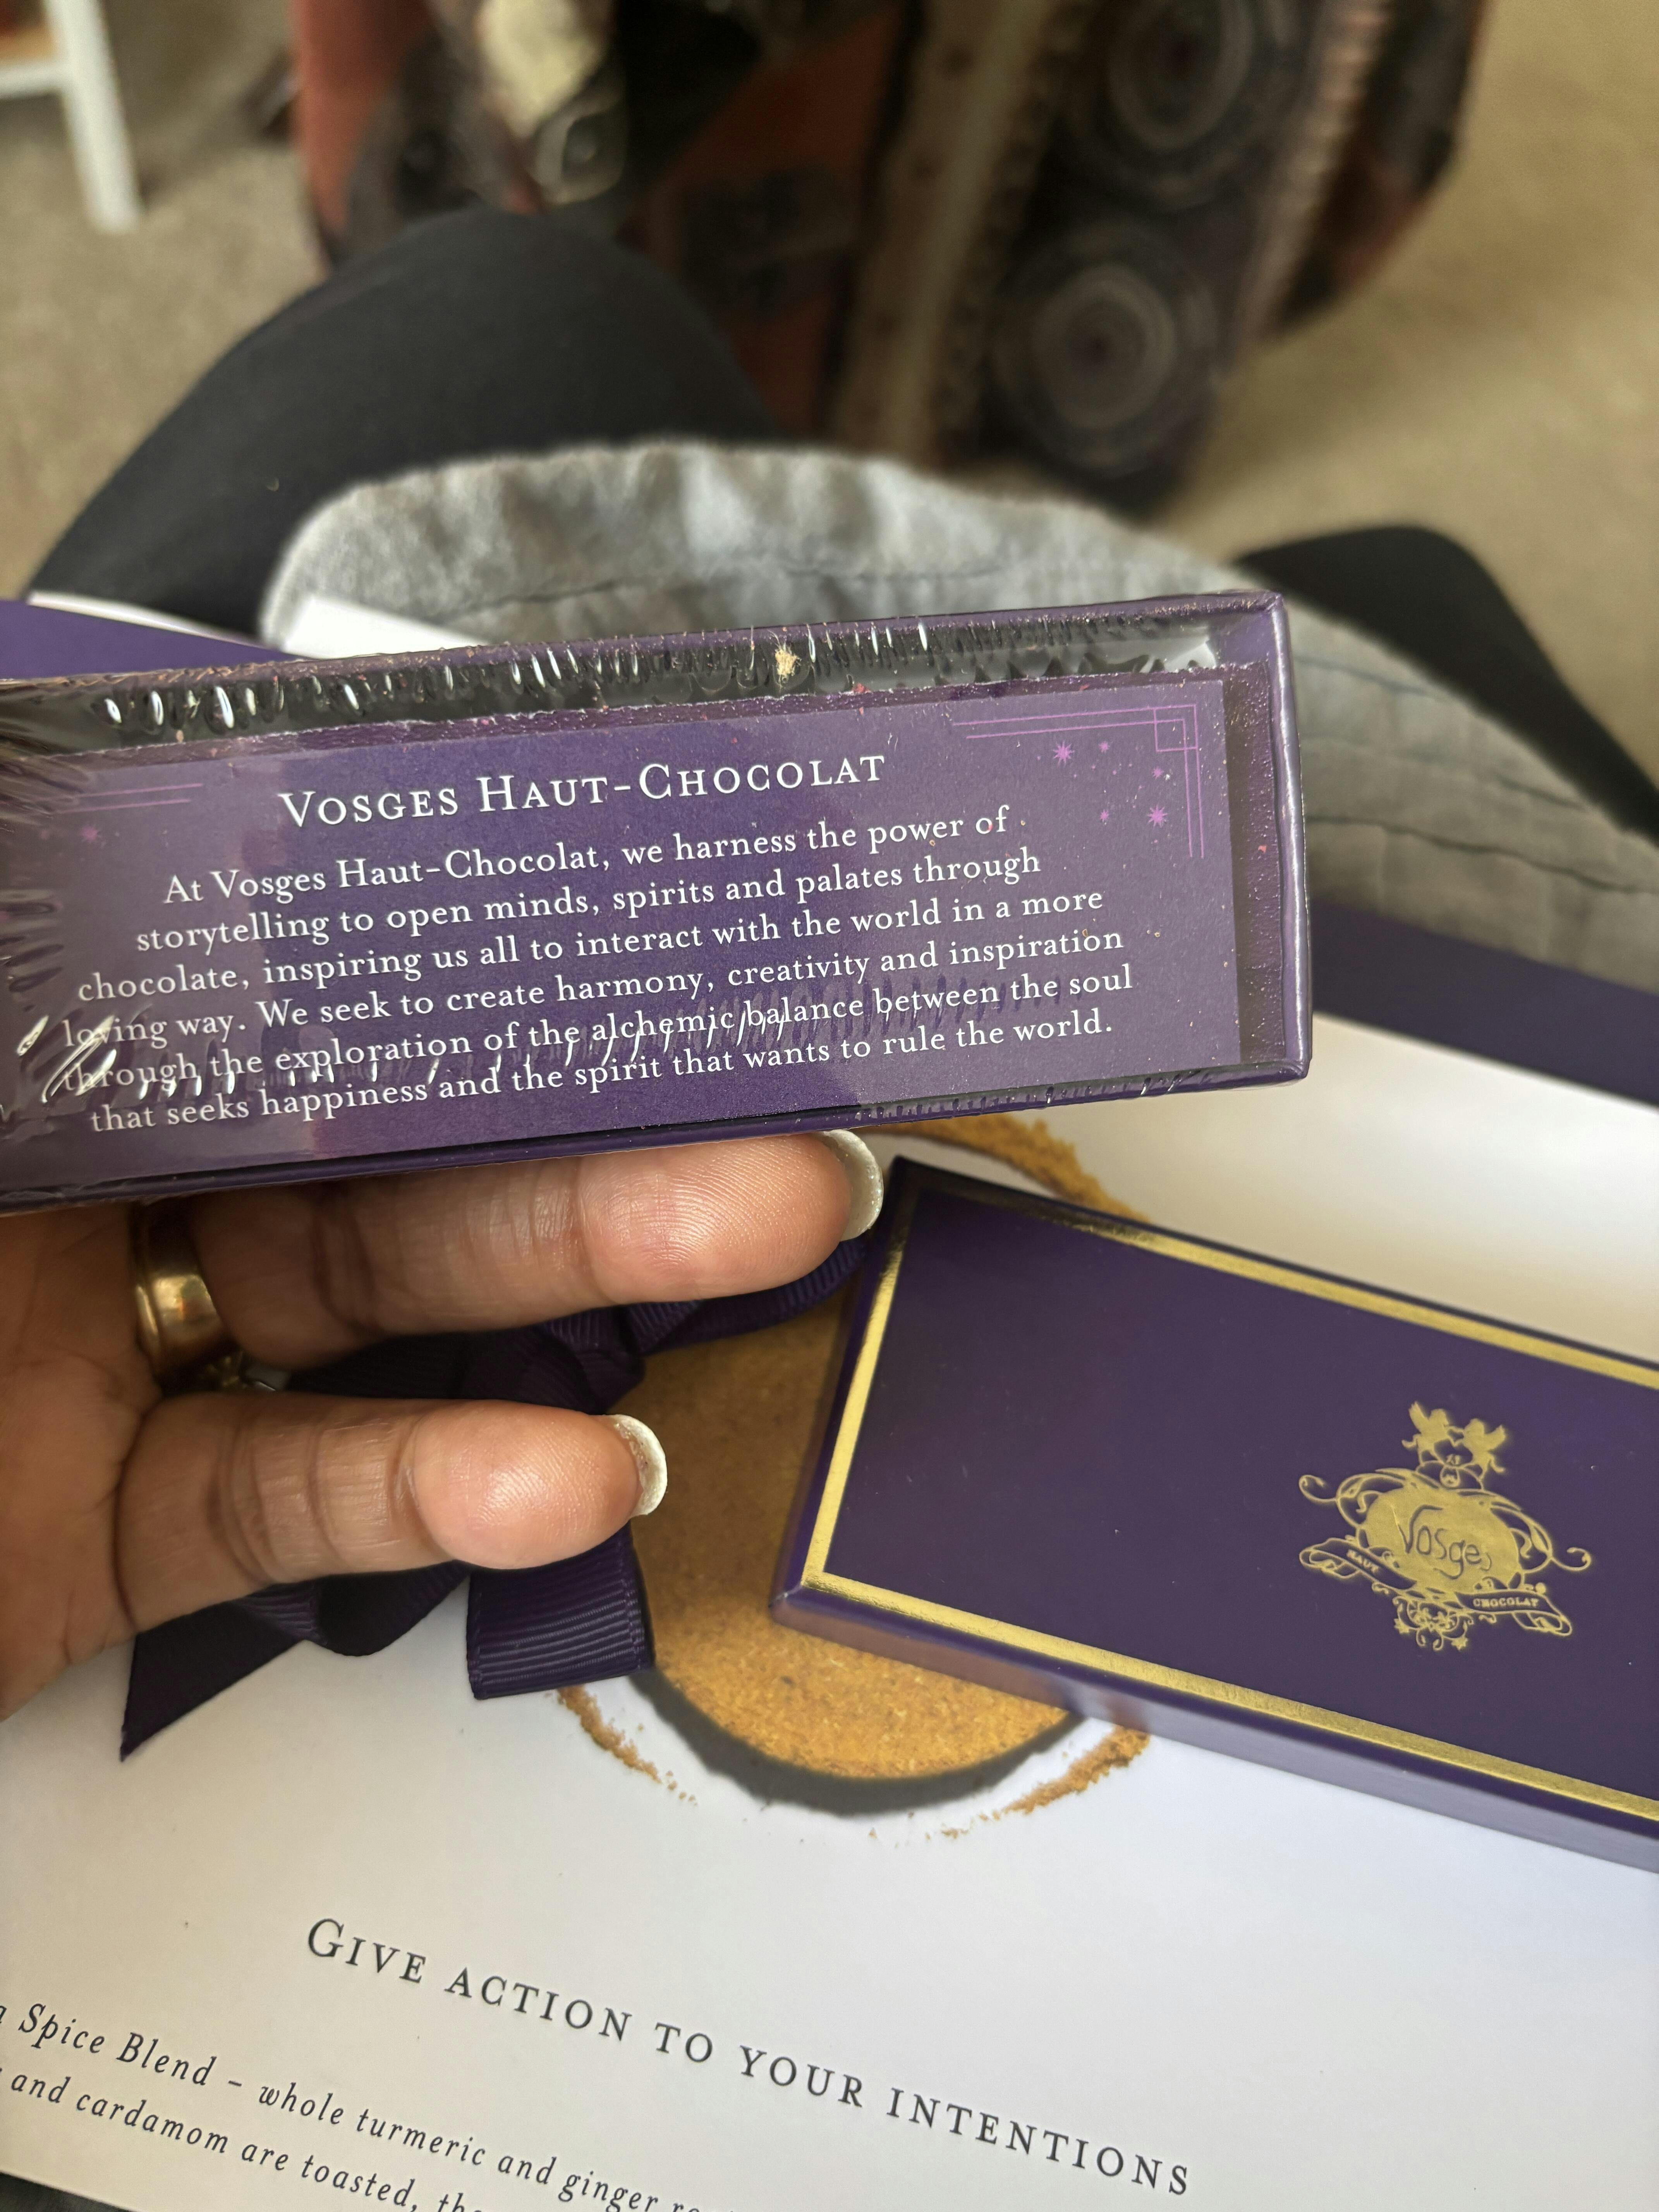 VOSGES HAUT-CHOCOLAT
At Vosges Haut-Chocolat, we harness the power of
storytelling to open minds, spirits and palates through
chocolate, inspiring us all to interact with the world in a more
loving way. We seek to create harmony, creativity and inspiration
through the exploration of the alchemic balance between the soul
that seeks happiness and the spirit that wants to rule the world.
Vosges
HAUT CHOCOLAT
GIVE ACTION TO YOUR INTENTIONS
Spice Blend – whole turmeric and ginger
and cardamom are toasted,